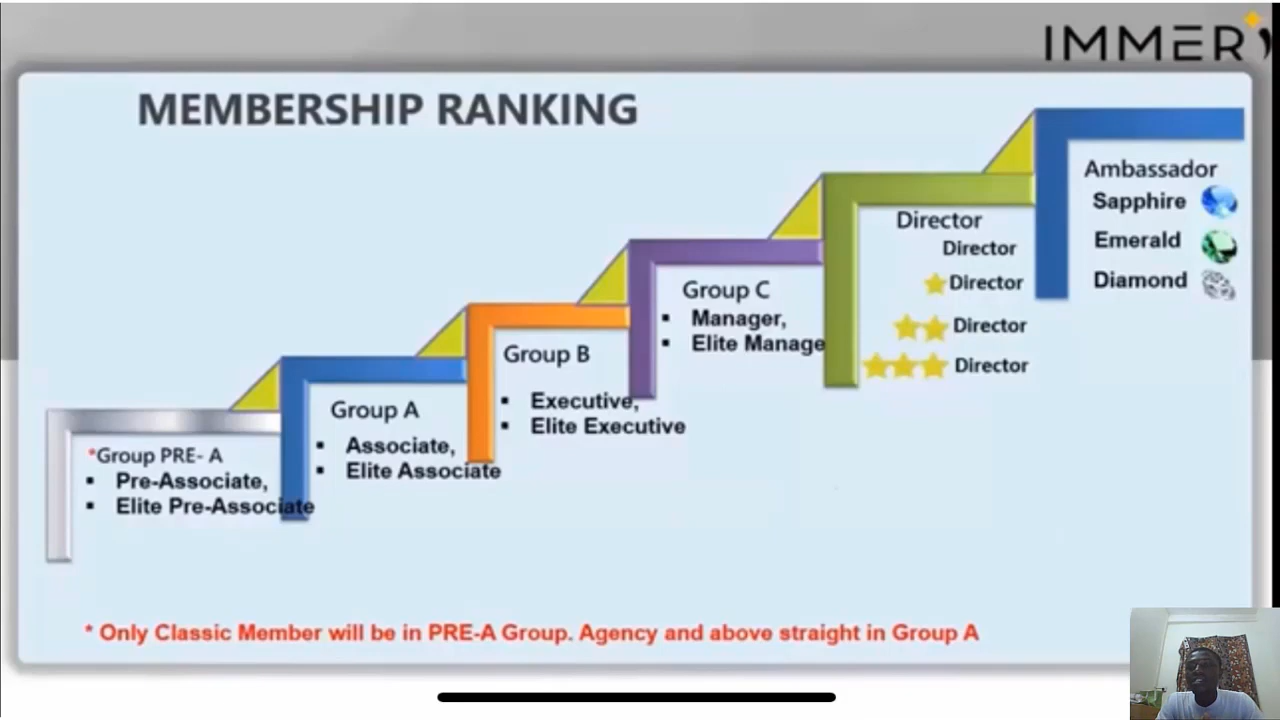 IMMERI
MEMBERSHIP RANKING
Ambassador
Sapphire
Emerald
Diamond
Director
Director
Director
Director
Director
Group C
Manager,
Elite Manage
Group B
Executive,
Elite Executive
Group A
Associate,
Elite Associate
*Group PRE- A
Pre-Associate,
Elite Pre-Associate
* Only Classic Member will be in PRE-A Group. Agency and above straight in Group A